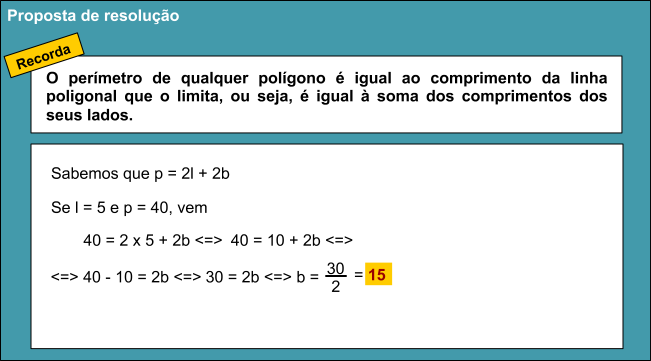 Proposta de resolução
Recorda
O perímetro de qualquer polígono é igual ao comprimento da linha
poligonal que o limita, ou seja, é igual à soma dos comprimentos dos
seus lados.
Sabemos que p = 2l + 2b
Se l = 5 e p = 40, vem
40 = 2 x 5 + 2b <=> 40 = 10 + 2b <=>
<=> 40 - 10 = 2b <=> 30 = 2b <=> b = 30/2 = 15